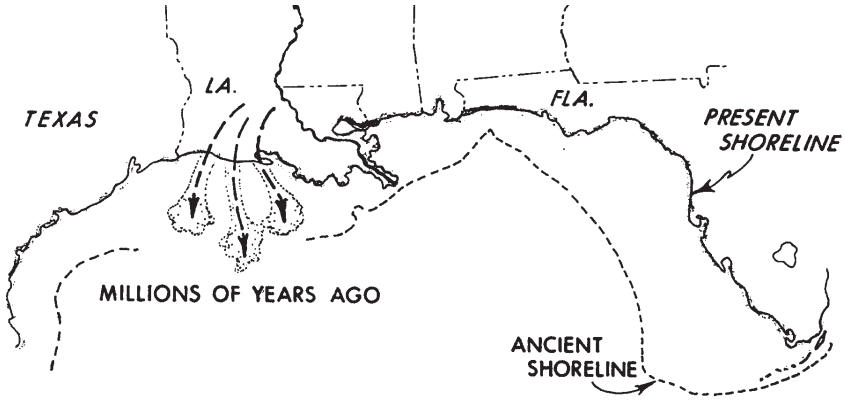 LA.
TEXAS
FLA.
PRESENT
SHORELINE
MILLIONS OF YEARS AGO
ANCIENT
SHORELINE